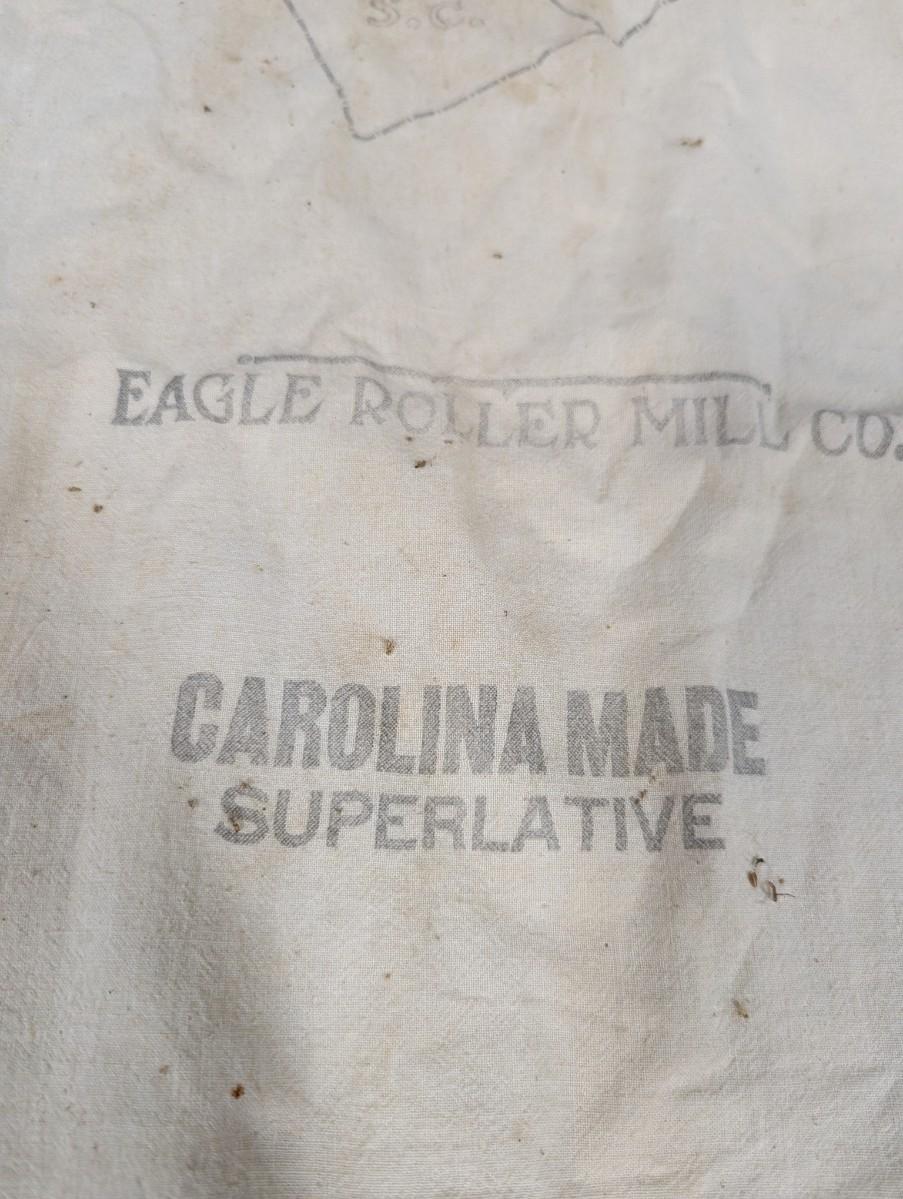 S.C.
EAGLE ROLLER MILL CO.
CAROLINA MADE
SUPERLATIVE